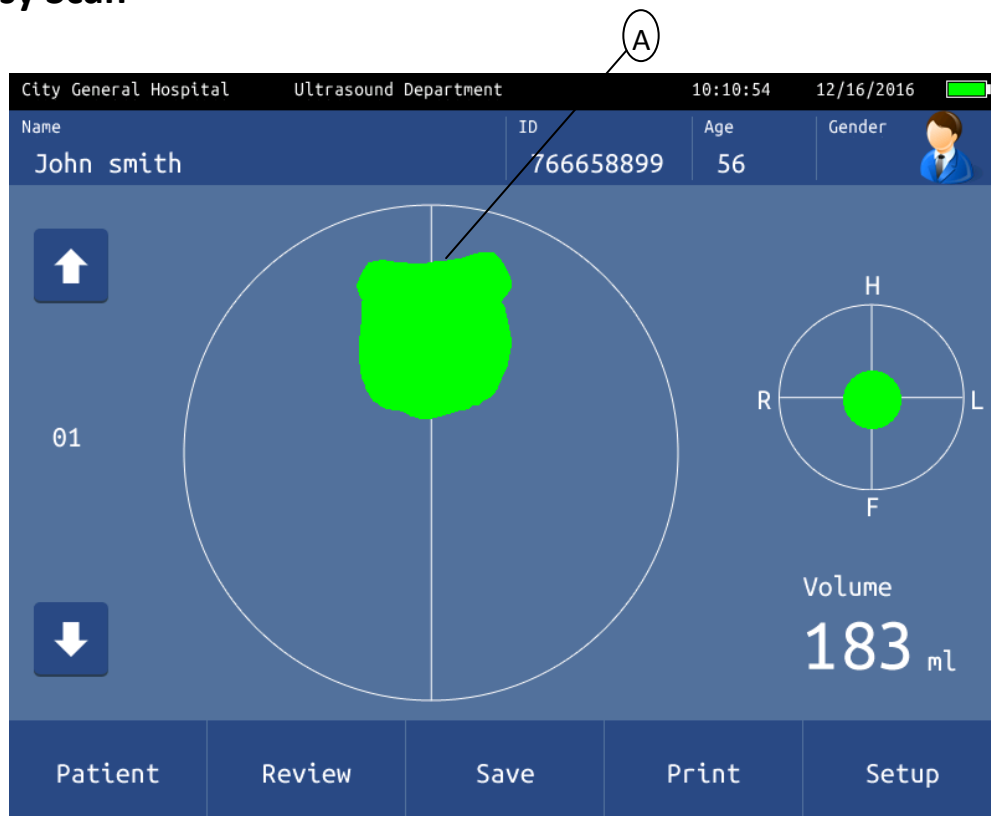 A
City General Hospital Ultrasound Department 10:10:54 12/16/2016
Name ID Age Gender
John smith 766658899 56
H
R L
01
F
Volume
183 ml
Patient Review Save Print Setup